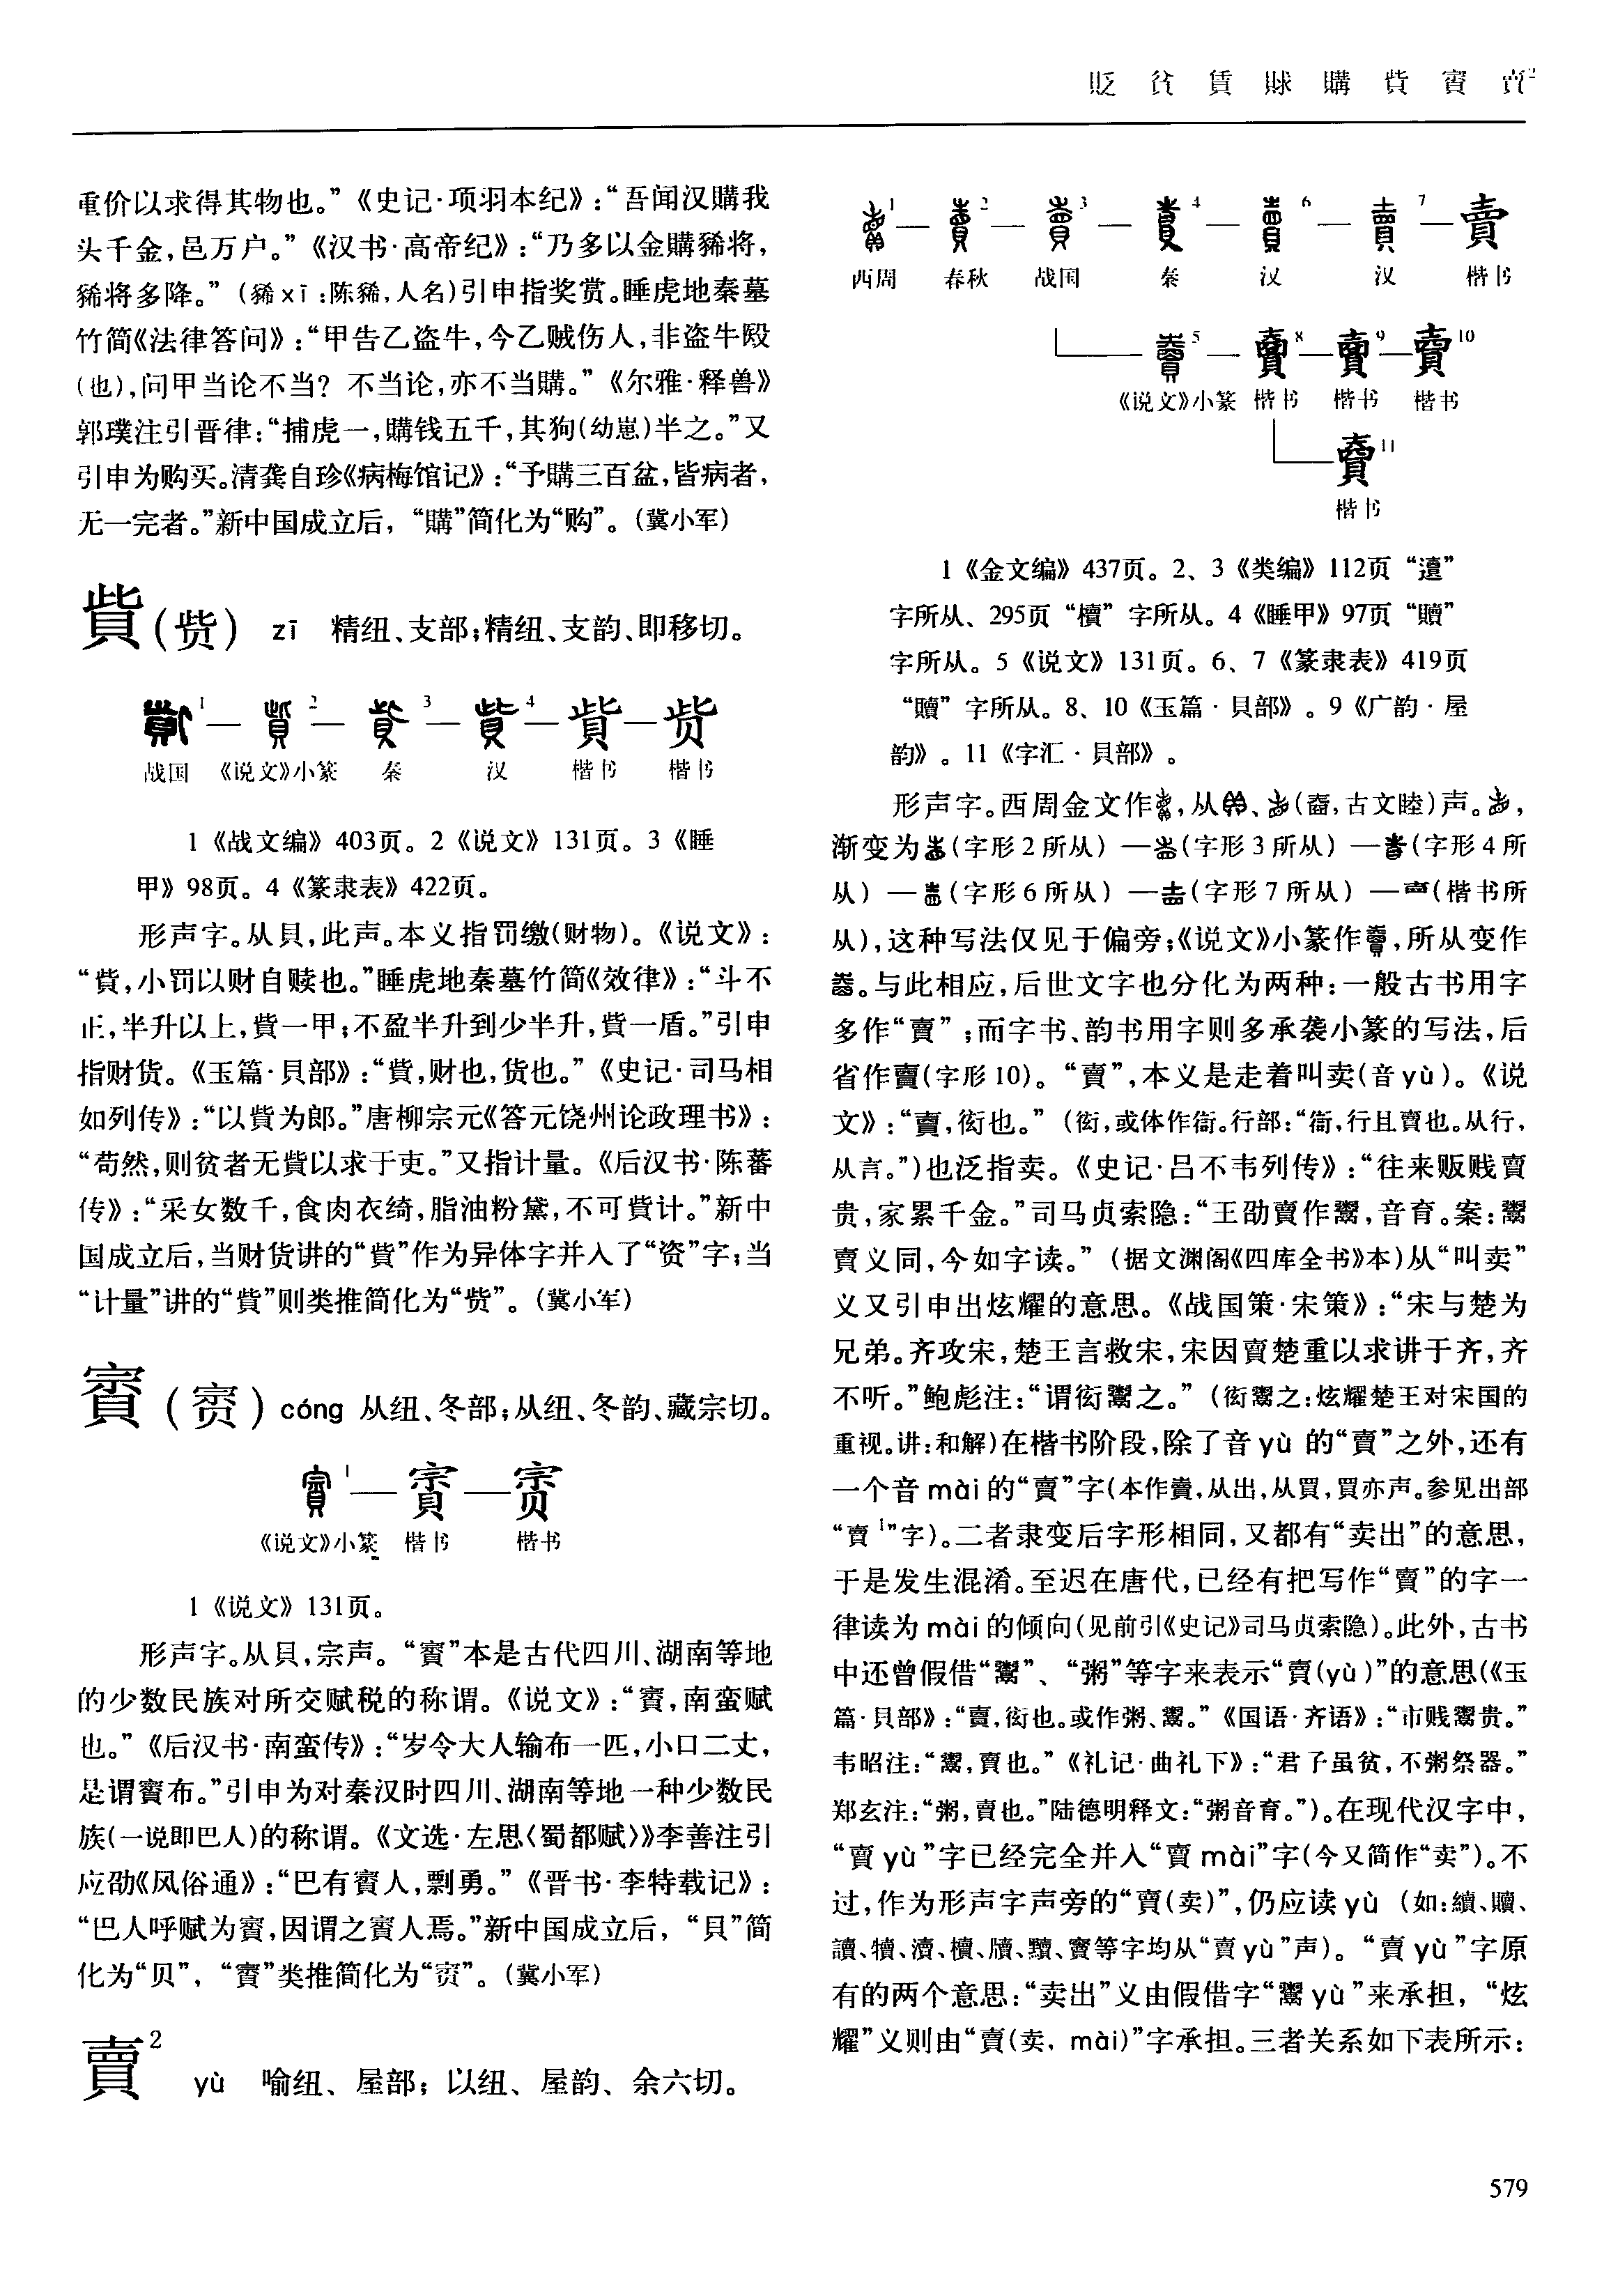 貶 貧 賃 賕 購 貲 賨 賣²
重价以求得其物也。”《史记·项羽本纪》:“吾闻汉購我
头千金,邑万户。”《汉书·高帝纪》:“乃多以金購豨将,
豨将多降。”(豨xī:陈豨,人名)引申指奖赏。睡虎地秦墓
竹简《法律答问》:“甲告乙盗牛,今乙贼伤人,非盗牛殹
(也),问甲当论不当?不当论,亦不当購。”《尔雅·释兽》
郭璞注引晋律:“捕虎一,購钱五千,其狗(幼崽)半之。”又
引申为购买。清龚自珍《病梅馆记》:“予購三百盆,皆病者,
无一完者。”新中国成立后,“購”简化为“购”。(冀小军)
貲(赀) zī 精纽、支部;精纽、支韵、即移切。
1 — 2 — 3 — 4 — 貲 — 赀
战国 《说文》小篆 秦 汉 楷书 楷书
1《战文编》403页。2《说文》131页。3《睡
甲》98页。4《篆隶表》422页。
形声字。从貝,此声。本义指罚缴(财物)。《说文》:
“貲,小罚以财自赎也。”睡虎地秦墓竹简《效律》:“斗不
正,半升以上,貲一甲;不盈半升到少半升,貲一盾。”引申
指财货。《玉篇·貝部》:“貲,财也,货也。”《史记·司马相
如列传》:“以貲为郎。”唐柳宗元《答元饶州论政理书》:
“苟然,则贫者无貲以求于吏。”又指计量。《后汉书·陈蕃
传》:“采女数千,食肉衣绮,脂油粉黛,不可貲计。”新中
国成立后,当财货讲的“貲”作为异体字并入了“资”字;当
“计量”讲的“貲”则类推简化为“赀”。(冀小军)
賨(賨) cóng 从纽、冬部;从纽、冬韵、藏宗切。
1 — 賨 — 賨
《说文》小篆 楷书 楷书
1《说文》131页。
形声字。从貝,宗声。“賨”本是古代四川、湖南等地
的少数民族对所交赋税的称谓。《说文》:“賨,南蛮赋
也。”《后汉书·南蛮传》:“岁令大人输布一匹,小口二丈,
是谓賨布。”引申为对秦汉时四川、湖南等地一种少数民
族(一说即巴人)的称谓。《文选·左思〈蜀都赋〉》李善注引
应劭《风俗通》:“巴有賨人,剽勇。”《晋书·李特载记》:
“巴人呼赋为賨,因谓之賨人焉。”新中国成立后,“貝”简
化为“贝”,“賨”类推简化为“賨”。(冀小军)
賣² yù 喻纽、屋部;以纽、屋韵、余六切。
1 — 2 — 3 — 4 — 6 — 7 — 賣
西周 春秋 战国 秦 汉 汉 楷书
5 — 8 — 9 — 10
《说文》小篆 楷书 楷书 楷书
11
楷书
1《金文编》437页。2、3《类编》112页“𨘷”
字所从、295页“櫝”字所从。4《睡甲》97页“贖”
字所从。5《说文》131页。6、7《篆隶表》419页
“贖”字所从。8、10《玉篇·貝部》。9《广韵·屋
韵》。11《字汇·貝部》。
形声字。西周金文作,从、(𡍬,古文睦)声。,
渐变为(字形2所从)—(字形3所从)—(字形4所
从)—(字形6所从)—(字形7所从)—(楷书所
从),这种写法仅见于偏旁;《说文》小篆作,所从变作
。与此相应,后世文字也分化为两种:一般古书用字
多作“賣”;而字书、韵书用字则多承袭小篆的写法,后
省作賣(字形10)。“賣”,本义是走着叫卖(音yù)。《说
文》:“賣,衒也。”(衒,或体作衒。行部:“衒,行且賣也。从行,
从言。”)也泛指卖。《史记·吕不韦列传》:“往来贩贱賣
贵,家累千金。”司马贞索隐:“王劭賣作鬻,音育。案:鬻
賣义同,今如字读。”(据文渊阁《四库全书》本)从“叫卖”
义又引申出炫耀的意思。《战国策·宋策》:“宋与楚为
兄弟。齐攻宋,楚王言救宋,宋因賣楚重以求讲于齐,齐
不听。”鲍彪注:“谓衒鬻之。”(衒鬻之:炫耀楚王对宋国的
重视。讲:和解)在楷书阶段,除了音yù 的“賣”之外,还有
一个音mài的“賣”字(本作𧷓,从出,从買,買亦声。参见出部
“賣¹”字)。二者隶变后字形相同,又都有“卖出”的意思,
于是发生混淆。至迟在唐代,已经有把写作“賣”的字一
律读为mài的倾向(见前引《史记》司马贞索隐)。此外,古书
中还曾假借“鬻”、“粥”等字来表示“賣(yù)”的意思(《玉
篇·貝部》:“賣,衒也。或作粥、鬻。”《国语·齐语》:“市贱鬻贵。”
韦昭注:“鬻,賣也。”《礼记·曲礼下》:“君子虽贫,不粥祭器。”
郑玄注:“粥,賣也。”陆德明释文:“粥音育。”)。在现代汉字中,
“賣yù”字已经完全并入“賣mài”字(今又简作“卖”)。不
过,作为形声字声旁的“賣(卖)”,仍应读yù (如:續、贖、
讀、犢、瀆、櫝、牘、黷、竇等字均从“賣yù”声)。“賣yù”字原
有的两个意思:“卖出”义由假借字“鬻yù”来承担,“炫
耀”义则由“賣(卖,mài)”字承担。三者关系如下表所示:
579